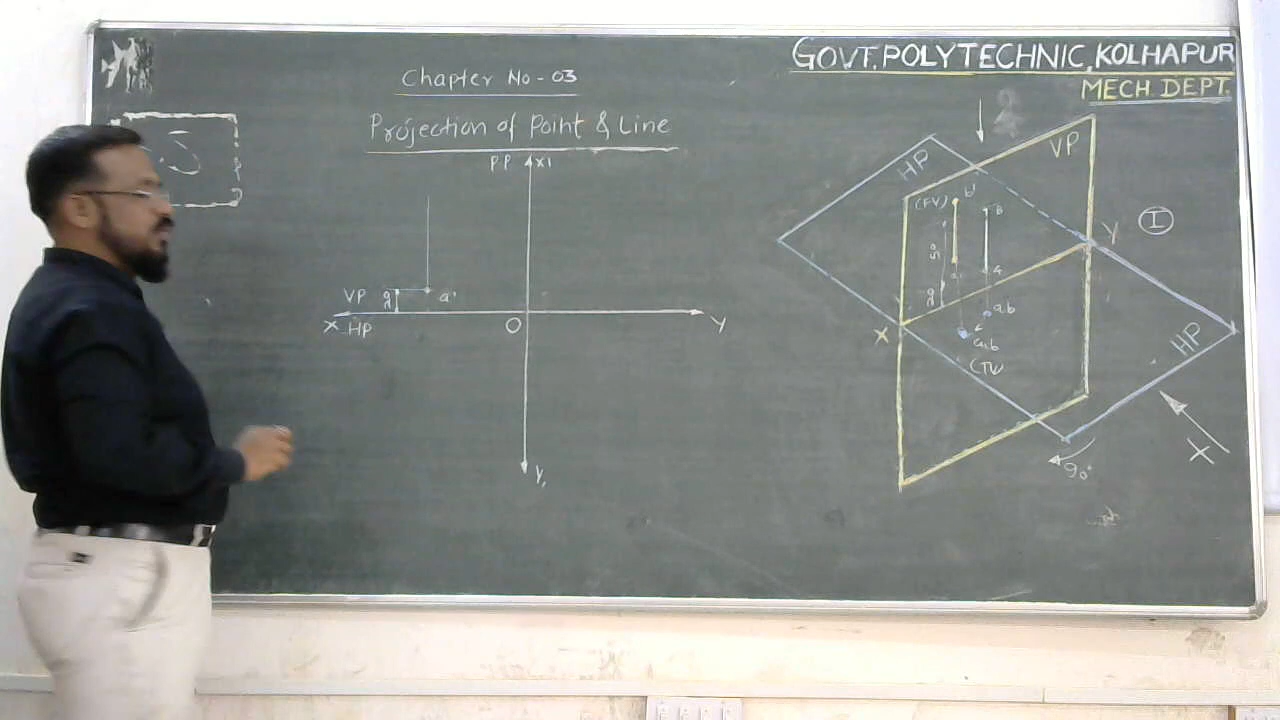 GOVT. POLYTECHNIC, KOLHAPUR
MECH DEPT.
Chapter No - 03
Projection of Point & Line
P.P X1
VP a'
X HP O Y
Y1
HP VP
(FV) b'
B
Y I
A
a,b
X
a,b
(TV)
HP
X
90°